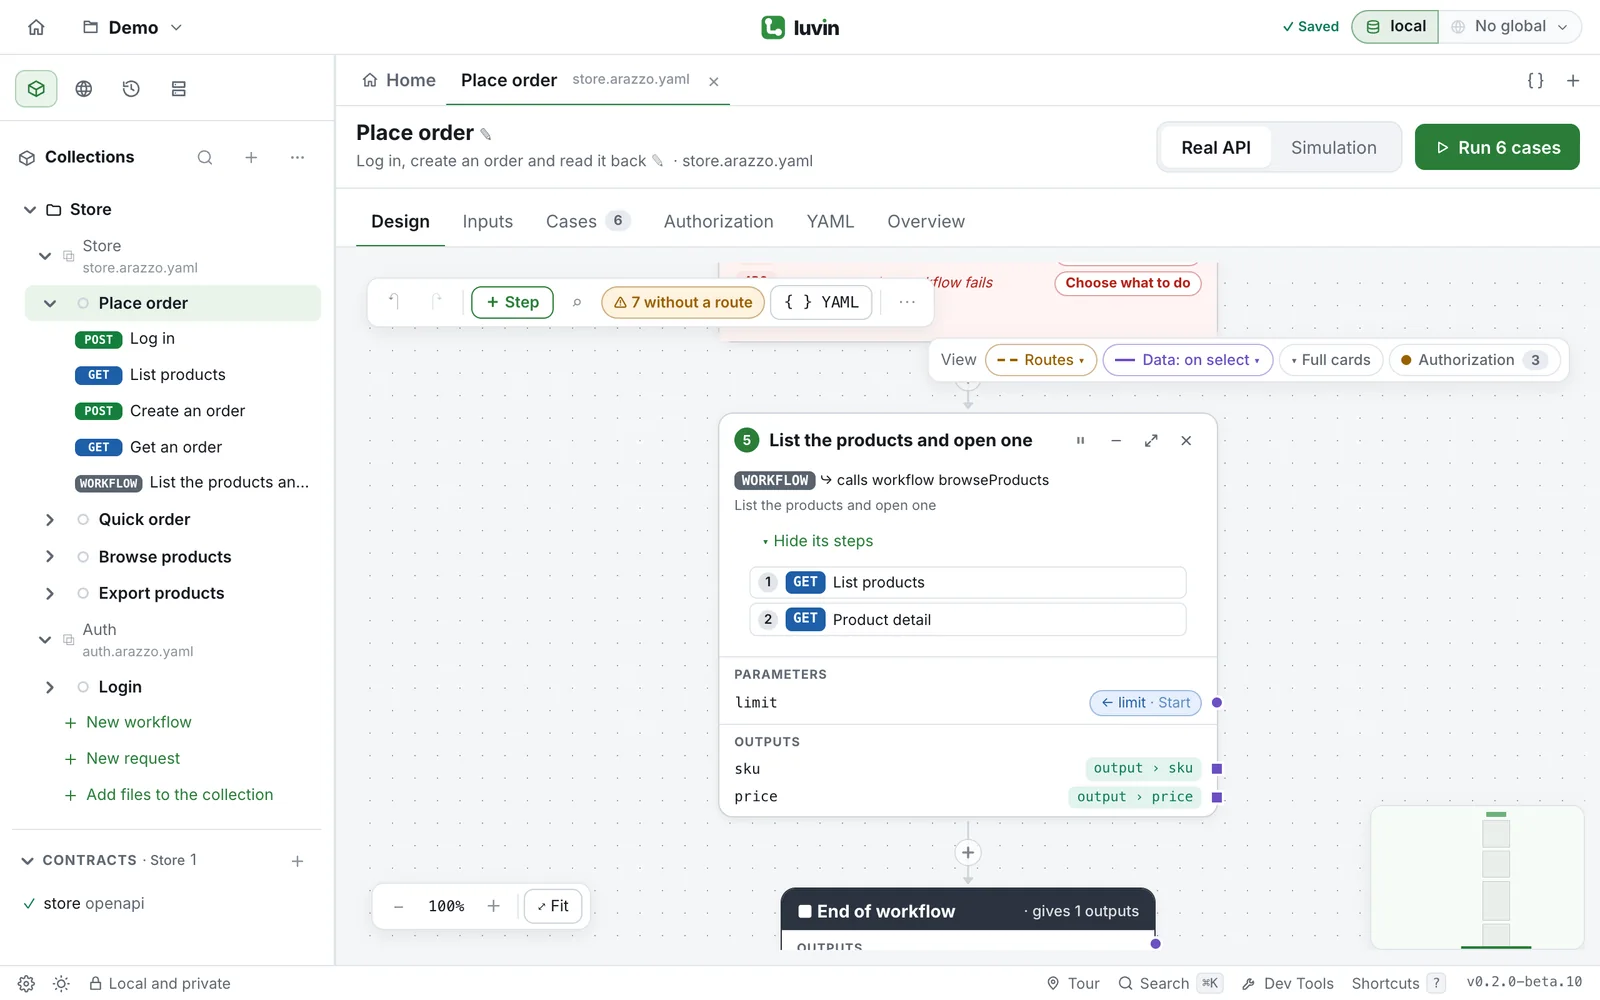 Demo
luvin
Saved
local
No global
Home
Place order store.arazzo.yaml
Collections
Store
Store
store.arazzo.yaml
Place order
POST Log in
GET List products
POST Create an order
GET Get an order
WORKFLOW List the products an...
Quick order
Browse products
Export products
Auth
auth.arazzo.yaml
Login
+ New workflow
+ New request
+ Add files to the collection
CONTRACTS · Store 1
store openapi
Place order
Log in, create an order and read it back · store.arazzo.yaml
Real API
Simulation
Run 6 cases
Design
Inputs
Cases 6
Authorization
YAML
Overview
flow fails
Choose what to do
+ Step
7 without a route
{ } YAML
View
Routes
Data: on select
Full cards
Authorization 3
5 List the products and open one
WORKFLOW ↪ calls workflow browseProducts
List the products and open one
Hide its steps
1 GET List products
2 GET Product detail
PARAMETERS
limit ← limit · Start
OUTPUTS
sku output › sku
price output › price
End of workflow · gives 1 outputs
OUTPUTS
− 100% +
Fit
Local and private
Tour
Search ⌘K
Dev Tools
Shortcuts ?
v0.2.0-beta.10